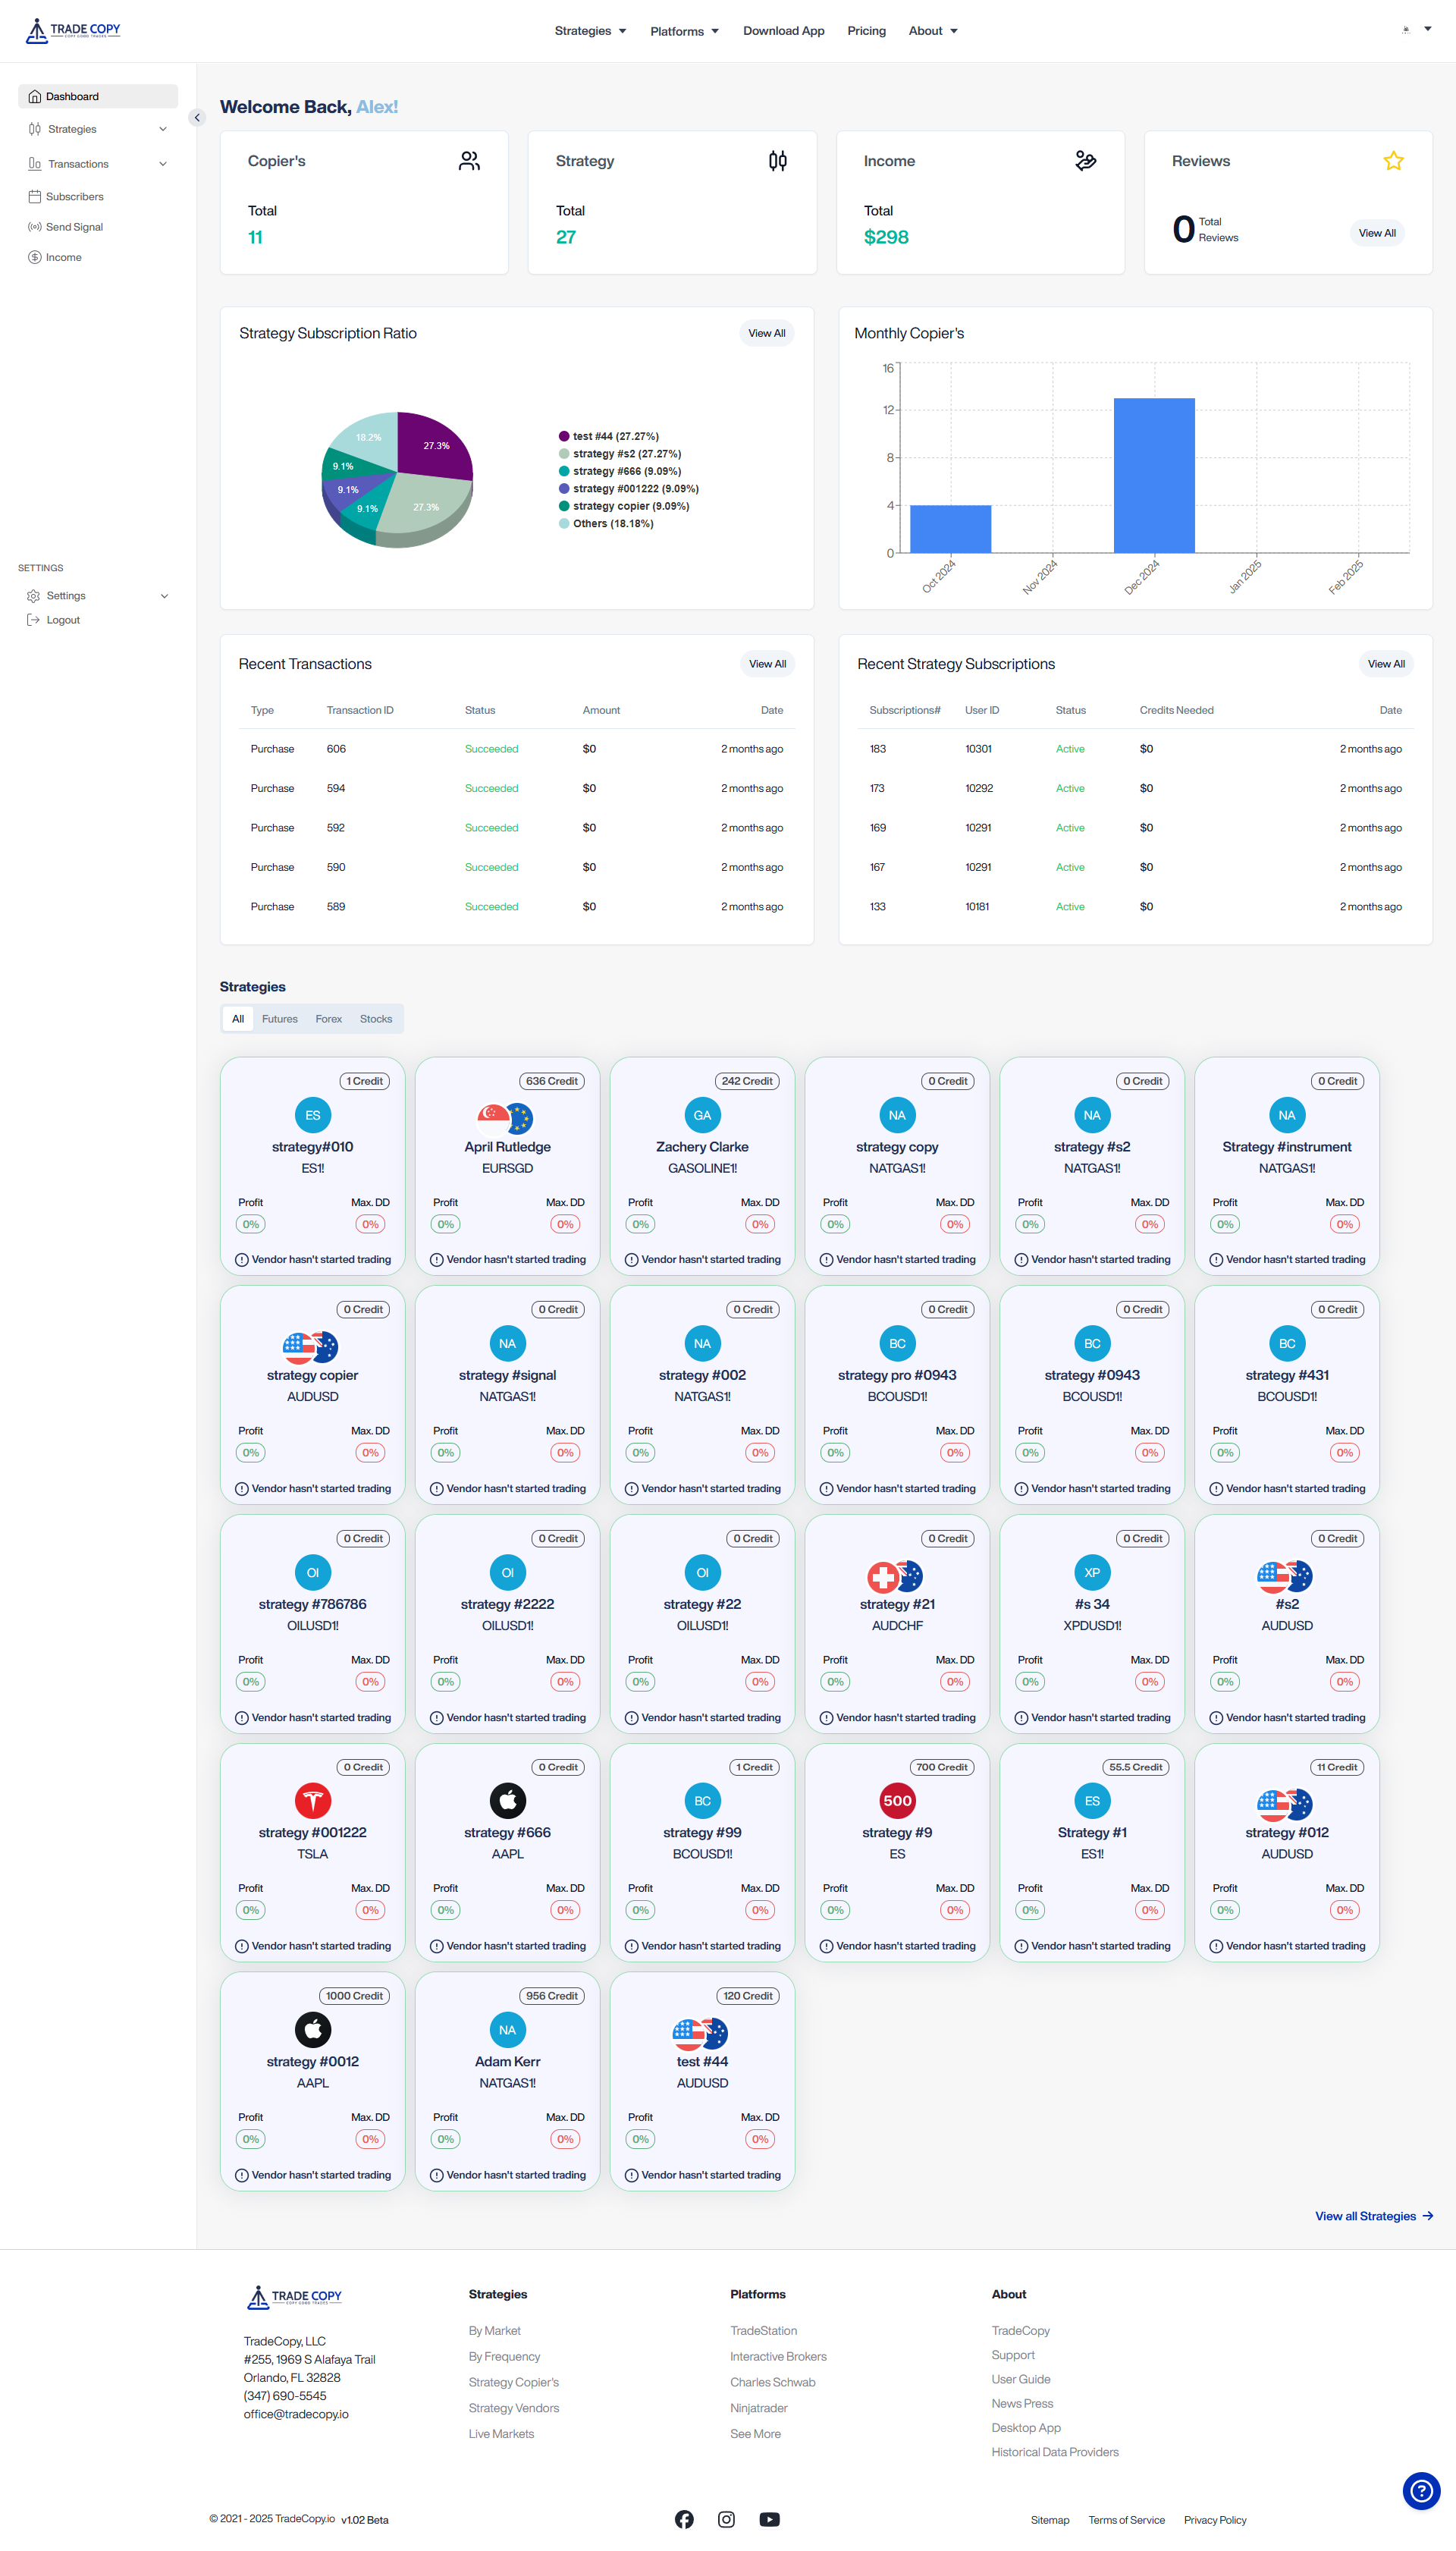 TRADE COPY
COPY GOOD TRADES
Strategies
Platforms
Download App
Pricing
About
Dashboard
Strategies
Transactions
Subscribers
Send Signal
Income
SETTINGS
Settings
Logout
Welcome Back, Alex!
Copier's
Total
11
Strategy
Total
27
Income
Total
$298
Reviews
0 Total
Reviews
View All
Strategy Subscription Ratio
View All
18.2%
27.3%
9.1%
9.1%
9.1%
27.3%
test #44 (27.27%)
strategy #s2 (27.27%)
strategy #666 (9.09%)
strategy #001222 (9.09%)
strategy copier (9.09%)
Others (18.18%)
Monthly Copier's
16
12
8
4
0
Oct 2024
Nov 2024
Dec 2024
Jan 2025
Feb 2025
Recent Transactions
View All
Type Transaction ID Status Amount Date
Purchase 606 Succeeded $0 2 months ago
Purchase 594 Succeeded $0 2 months ago
Purchase 592 Succeeded $0 2 months ago
Purchase 590 Succeeded $0 2 months ago
Purchase 589 Succeeded $0 2 months ago
Recent Strategy Subscriptions
View All
Subscriptions# User ID Status Credits Needed Date
183 10301 Active $0 2 months ago
173 10292 Active $0 2 months ago
169 10291 Active $0 2 months ago
167 10291 Active $0 2 months ago
133 10181 Active $0 2 months ago
Strategies
All Futures Forex Stocks
1 Credit
ES
strategy#010
ES1!
Profit Max. DD
0% 0%
Vendor hasn't started trading
636 Credit
April Rutledge
EURSGD
Profit Max. DD
0% 0%
Vendor hasn't started trading
242 Credit
GA
Zachery Clarke
GASOLINE1!
Profit Max. DD
0% 0%
Vendor hasn't started trading
0 Credit
NA
strategy copy
NATGAS1!
Profit Max. DD
0% 0%
Vendor hasn't started trading
0 Credit
NA
strategy #s2
NATGAS1!
Profit Max. DD
0% 0%
Vendor hasn't started trading
0 Credit
NA
Strategy #instrument
NATGAS1!
Profit Max. DD
0% 0%
Vendor hasn't started trading
0 Credit
strategy copier
AUDUSD
Profit Max. DD
0% 0%
Vendor hasn't started trading
0 Credit
NA
strategy #signal
NATGAS1!
Profit Max. DD
0% 0%
Vendor hasn't started trading
0 Credit
NA
strategy #002
NATGAS1!
Profit Max. DD
0% 0%
Vendor hasn't started trading
0 Credit
BC
strategy pro #0943
BCOUSD1!
Profit Max. DD
0% 0%
Vendor hasn't started trading
0 Credit
BC
strategy #0943
BCOUSD1!
Profit Max. DD
0% 0%
Vendor hasn't started trading
0 Credit
BC
strategy #431
BCOUSD1!
Profit Max. DD
0% 0%
Vendor hasn't started trading
0 Credit
OI
strategy #786786
OILUSD1!
Profit Max. DD
0% 0%
Vendor hasn't started trading
0 Credit
OI
strategy #2222
OILUSD1!
Profit Max. DD
0% 0%
Vendor hasn't started trading
0 Credit
OI
strategy #22
OILUSD1!
Profit Max. DD
0% 0%
Vendor hasn't started trading
0 Credit
strategy #21
AUDCHF
Profit Max. DD
0% 0%
Vendor hasn't started trading
0 Credit
XP
#s 34
XPDUSD1!
Profit Max. DD
0% 0%
Vendor hasn't started trading
0 Credit
#s2
AUDUSD
Profit Max. DD
0% 0%
Vendor hasn't started trading
0 Credit
strategy #001222
TSLA
Profit Max. DD
0% 0%
Vendor hasn't started trading
0 Credit
strategy #666
AAPL
Profit Max. DD
0% 0%
Vendor hasn't started trading
1 Credit
BC
strategy #99
BCOUSD1!
Profit Max. DD
0% 0%
Vendor hasn't started trading
700 Credit
500
strategy #9
ES
Profit Max. DD
0% 0%
Vendor hasn't started trading
55.5 Credit
ES
Strategy #1
ES1!
Profit Max. DD
0% 0%
Vendor hasn't started trading
11 Credit
strategy #012
AUDUSD
Profit Max. DD
0% 0%
Vendor hasn't started trading
1000 Credit
strategy #0012
AAPL
Profit Max. DD
0% 0%
Vendor hasn't started trading
956 Credit
NA
Adam Kerr
NATGAS1!
Profit Max. DD
0% 0%
Vendor hasn't started trading
120 Credit
test #44
AUDUSD
Profit Max. DD
0% 0%
Vendor hasn't started trading
View all Strategies
TRADE COPY
COPY GOOD TRADES
TradeCopy, LLC
#255, 1969 S Alafaya Trail
Orlando, FL 32828
(347) 690-5545
office@tradecopy.io
Strategies
By Market
By Frequency
Strategy Copier's
Strategy Vendors
Live Markets
Platforms
TradeStation
Interactive Brokers
Charles Schwab
Ninjatrader
See More
About
TradeCopy
Support
User Guide
News Press
Desktop App
Historical Data Providers
© 2021 - 2025 TradeCopy.io v1.02 Beta
Sitemap Terms of Service Privacy Policy